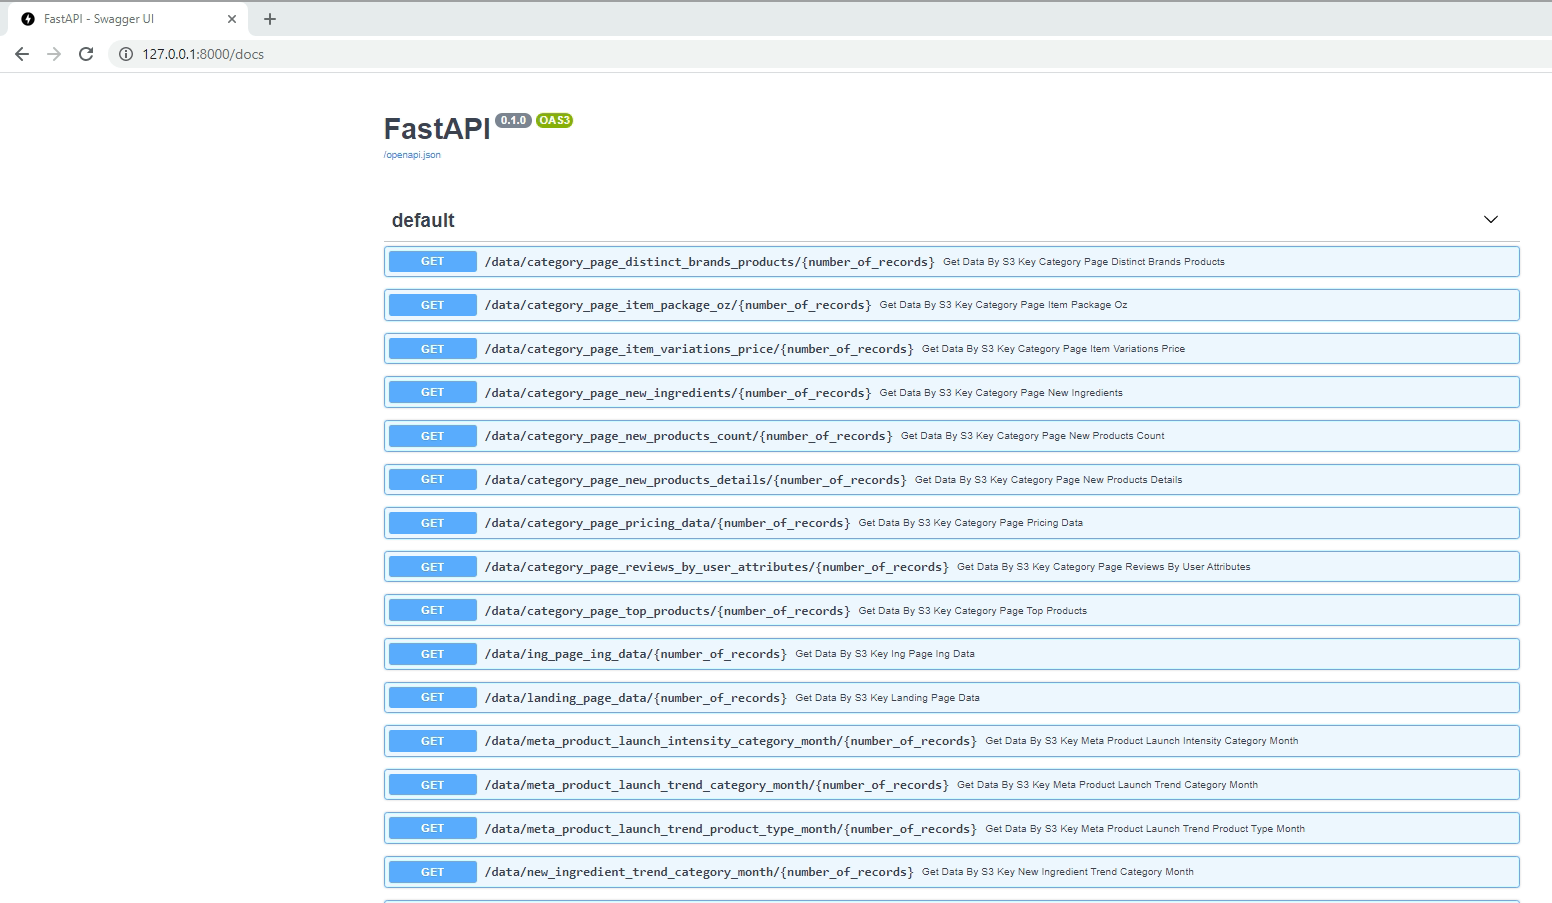 FastAPI - Swagger UI
127.0.0.1:8000/docs
FastAPI 0.1.0 OAS3
/openapi.json
default
GET /data/category_page_distinct_brands_products/{number_of_records} Get Data By S3 Key Category Page Distinct Brands Products
GET /data/category_page_item_package_oz/{number_of_records} Get Data By S3 Key Category Page Item Package Oz
GET /data/category_page_item_variations_price/{number_of_records} Get Data By S3 Key Category Page Item Variations Price
GET /data/category_page_new_ingredients/{number_of_records} Get Data By S3 Key Category Page New Ingredients
GET /data/category_page_new_products_count/{number_of_records} Get Data By S3 Key Category Page New Products Count
GET /data/category_page_new_products_details/{number_of_records} Get Data By S3 Key Category Page New Products Details
GET /data/category_page_pricing_data/{number_of_records} Get Data By S3 Key Category Page Pricing Data
GET /data/category_page_reviews_by_user_attributes/{number_of_records} Get Data By S3 Key Category Page Reviews By User Attributes
GET /data/category_page_top_products/{number_of_records} Get Data By S3 Key Category Page Top Products
GET /data/ing_page_ing_data/{number_of_records} Get Data By S3 Key Ing Page Ing Data
GET /data/landing_page_data/{number_of_records} Get Data By S3 Key Landing Page Data
GET /data/meta_product_launch_intensity_category_month/{number_of_records} Get Data By S3 Key Meta Product Launch Intensity Category Month
GET /data/meta_product_launch_trend_category_month/{number_of_records} Get Data By S3 Key Meta Product Launch Trend Category Month
GET /data/meta_product_launch_trend_product_type_month/{number_of_records} Get Data By S3 Key Meta Product Launch Trend Product Type Month
GET /data/new_ingredient_trend_category_month/{number_of_records} Get Data By S3 Key New Ingredient Trend Category Month